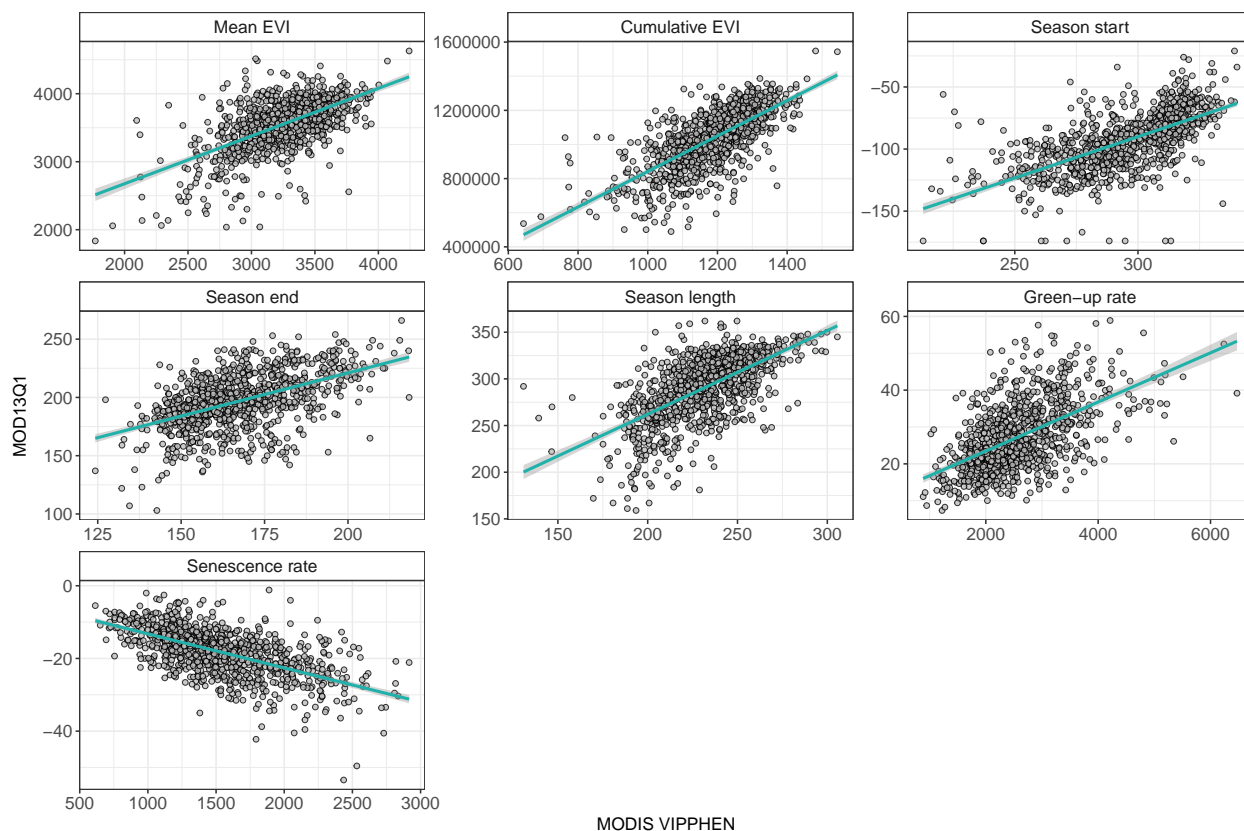 Mean EVI
Cumulative EVI
Season start
4000
3000
2000
2000 2500 3000 3500 4000
1600000
1200000
800000
400000
600 800 1000 1200 1400
−50
−100
−150
250 300
Season end
Season length
Green−up rate
250
200
150
100
125 150 175 200
350
300
250
200
150
150 200 250 300
60
40
20
2000 4000 6000
MOD13Q1
Senescence rate
0
−20
−40
500 1000 1500 2000 2500 3000
MODIS VIPPHEN